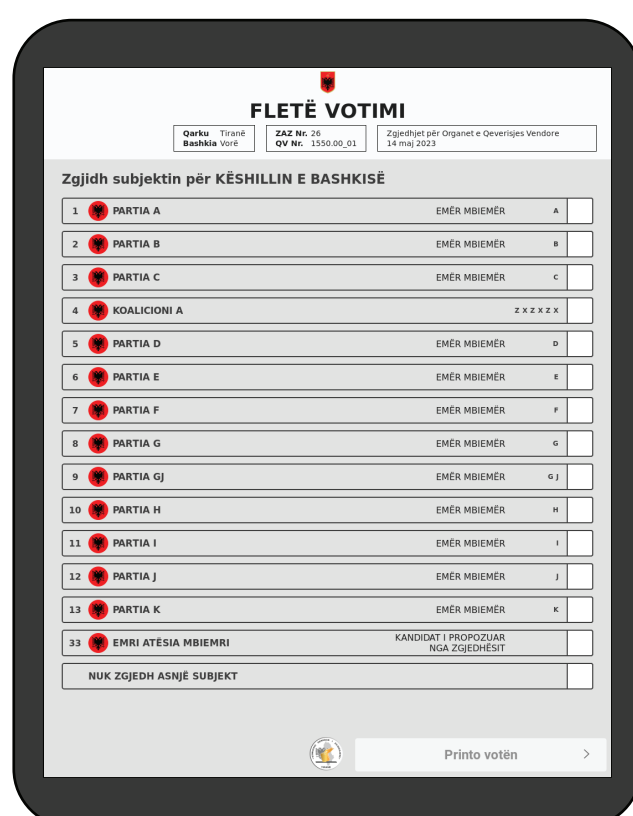 FLETË VOTIMI
Qarku Tiranë
Bashkia Vorë
ZAZ Nr. 26
QV Nr. 1550.00_01
Zgjedhjet për Organet e Qeverisjes Vendore
14 maj 2023
Zgjidh subjektin për KËSHILLIN E BASHKISË
1 PARTIA A EMËR MBIEMËR A
2 PARTIA B EMËR MBIEMËR B
3 PARTIA C EMËR MBIEMËR C
4 KOALICIONI A Z X Z X Z X
5 PARTIA D EMËR MBIEMËR D
6 PARTIA E EMËR MBIEMËR E
7 PARTIA F EMËR MBIEMËR F
8 PARTIA G EMËR MBIEMËR G
9 PARTIA GJ EMËR MBIEMËR G J
10 PARTIA H EMËR MBIEMËR H
11 PARTIA I EMËR MBIEMËR I
12 PARTIA J EMËR MBIEMËR J
13 PARTIA K EMËR MBIEMËR K
33 EMRI ATËSIA MBIEMRI KANDIDAT I PROPOZUAR
NGA ZGJEDHËSIT
NUK ZGJEDH ASNJË SUBJEKT
Printo votën